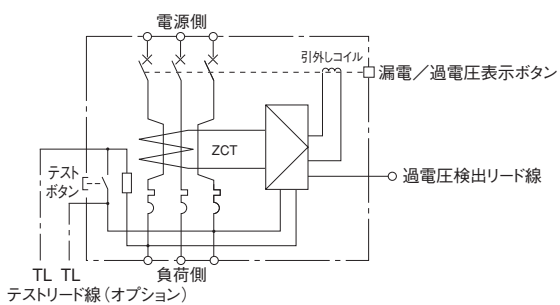 電源側
引外しコイル
漏電／過電圧表示ボタン
ZCT
テスト
ボタン
過電圧検出リード線
TL TL
負荷側
テストリード線（オプション）